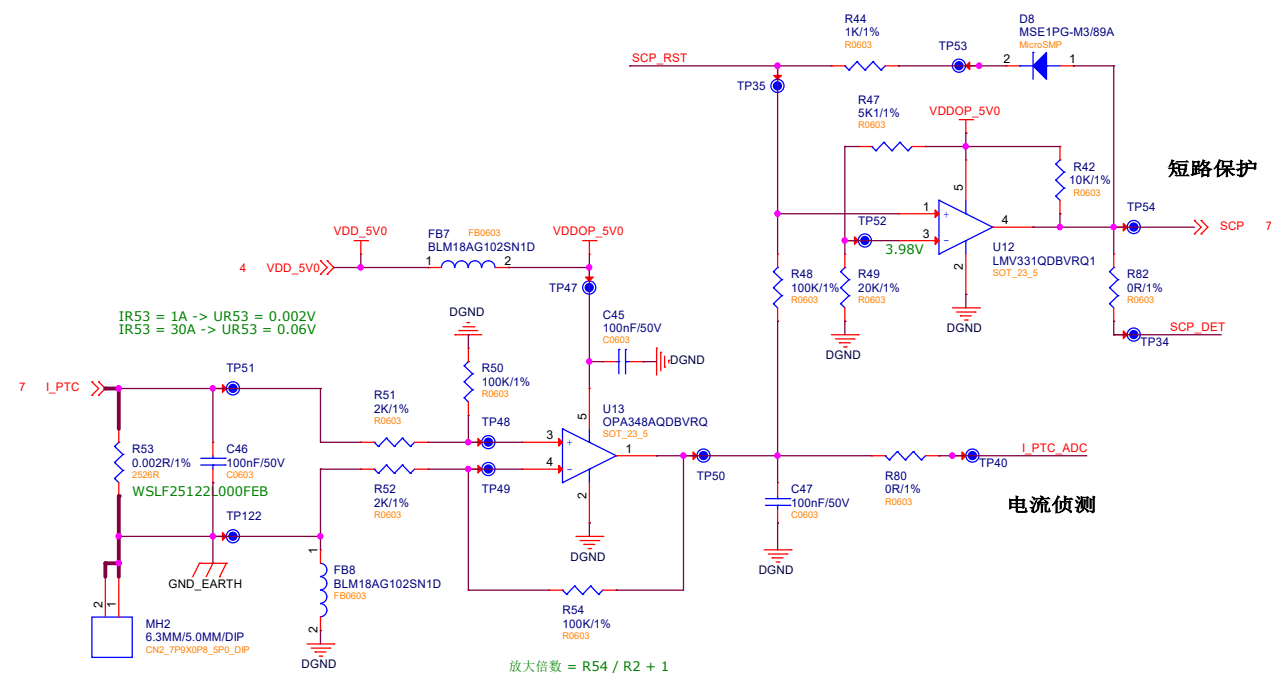 R44
1K/1%
R0603
D8
MSE1PG-M3/89A
MicroSMP
SCP_RST
TP53
2
1
TP35
R47
5K1/1%
R0603
VDDOP_5V0
R42
10K/1%
R0603
短路保护
5
1
+
TP52
3
−
3.98V
4
2
U12
LMV331QDBVRQ1
SOT_23_5
TP54
SCP
7
R48
100K/1%
R0603
R49
20K/1%
R0603
DGND
DGND
R82
0R/1%
R0603
SCP_DET
TP34
VDD_5V0
FB7
FB0603
BLM18AG102SN1D
VDDOP_5V0
4
VDD_5V0
1
2
TP47
IR53 = 1A -> UR53 = 0.002V
IR53 = 30A -> UR53 = 0.06V
DGND
C45
100nF/50V
C0603
DGND
7
I_PTC
TP51
R50
100K/1%
R0603
R51
2K/1%
R0603
TP48
5
U13
OPA348AQDBVRQ
SOT_23_5
3
+
4
−
1
2
R53
0.002R/1%
2526R
WSLF25122L000FEB
C46
100nF/50V
C0603
R52
2K/1%
R0603
TP49
TP50
R80
0R/1%
R0603
I_PTC_ADC
TP40
电流侦测
C47
100nF/50V
C0603
DGND
TP122
GND_EARTH
1
FB8
BLM18AG102SN1D
FB0603
2
DGND
DGND
R54
100K/1%
R0603
2
1
MH2
6.3MM/5.0MM/DIP
CN2_7P9X0P8_5P0_DIP
放大倍数 = R54 / R2 + 1